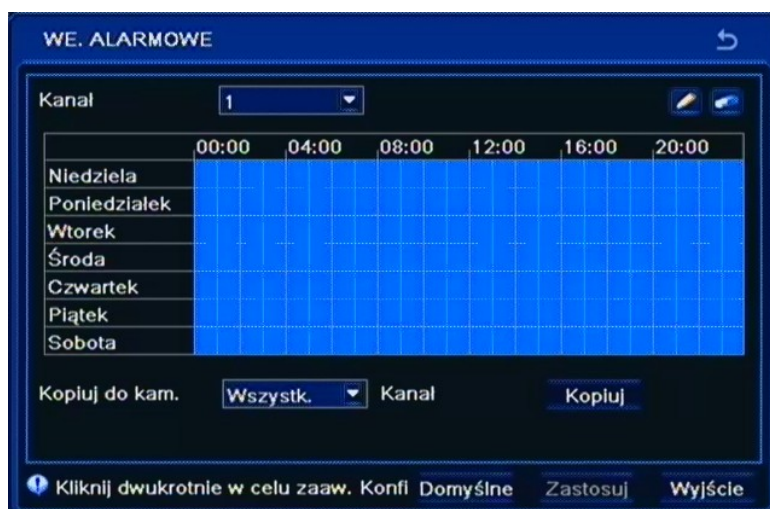 WE. ALARMOWE
Kanał 1
00:00 04:00 08:00 12:00 16:00 20:00
Niedziela
Poniedziałek
Wtorek
Środa
Czwartek
Piątek
Sobota
Kopiuj do kam. Wszystk. Kanał Kopiuj
Kliknij dwukrotnie w celu zaaw. Konfi Domyślne Zastosuj Wyjście